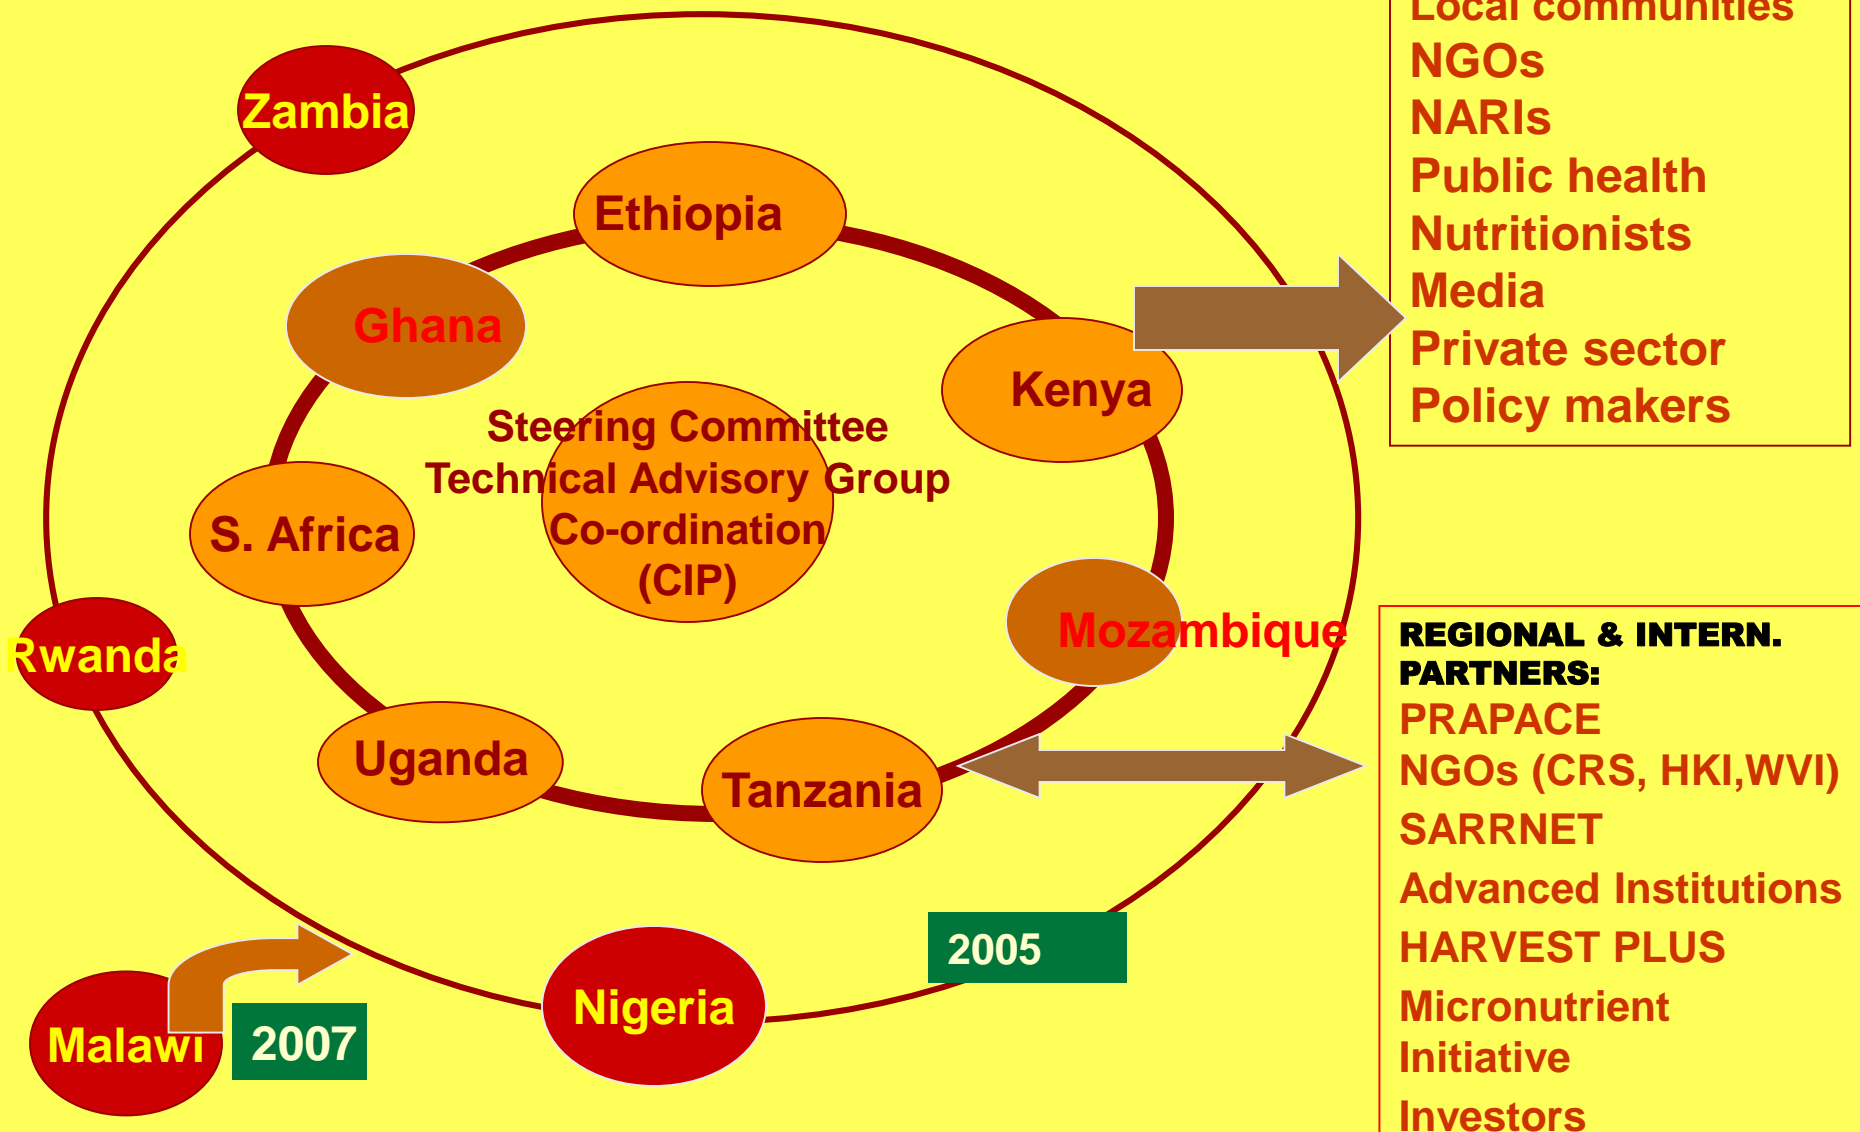 Local communities
NGOs
NARIs
Public health
Nutritionists
Media
Private sector
Policy makers
Zambia
Ethiopia
Ghana
Kenya
Steering Committee
Technical Advisory Group
Co-ordination
(CIP)
S. Africa
Mozambique
Rwanda
Uganda
Tanzania
Nigeria
2005
Malawi
2007
REGIONAL & INTERN.
PARTNERS:
PRAPACE
NGOs (CRS, HKI,WVI)
SARRNET
Advanced Institutions
HARVEST PLUS
Micronutrient
Initiative
Investors